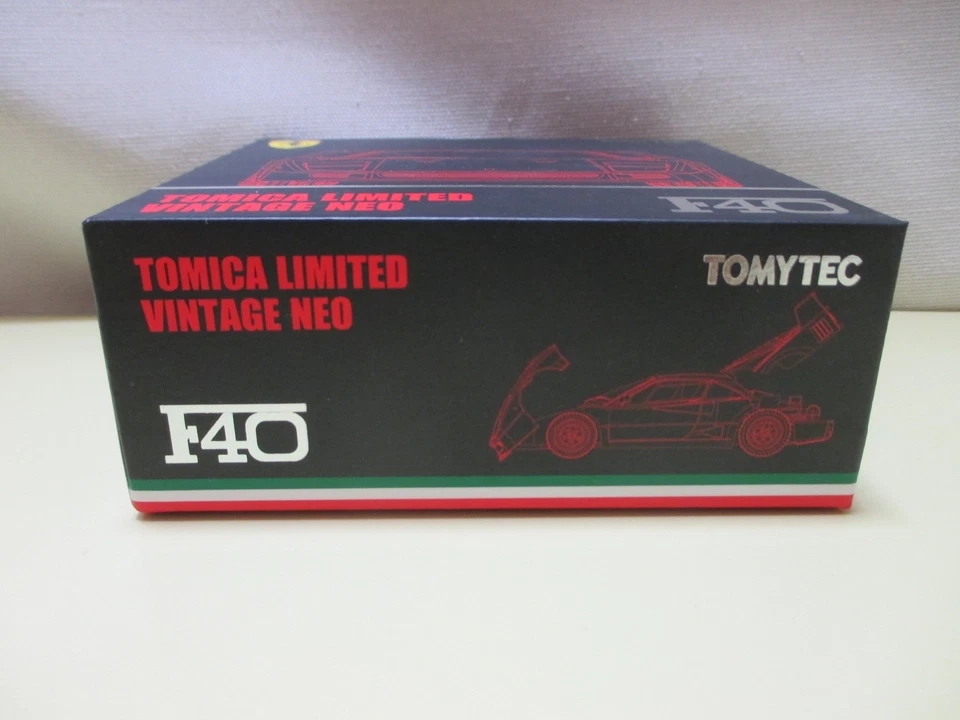 TOMICA LIMITED
VINTAGE NEO
F40
TOMICA LIMITED
VINTAGE NEO
TOMYTEC
F40